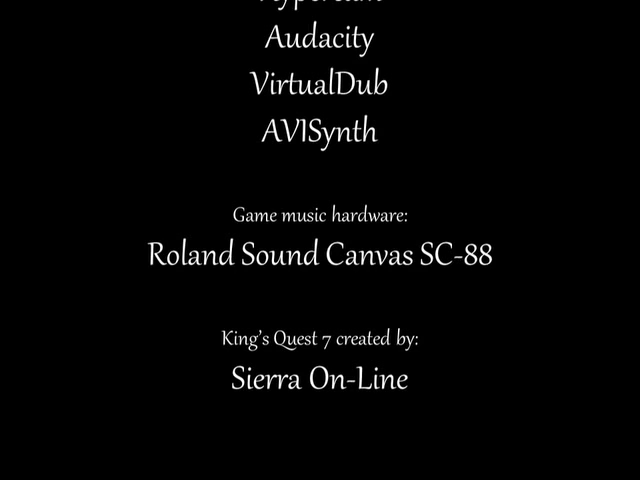 Audacity
VirtualDub
AVISynth
Game music hardware:
Roland Sound Canvas SC-88
King's Quest 7 created by:
Sierra On-Line